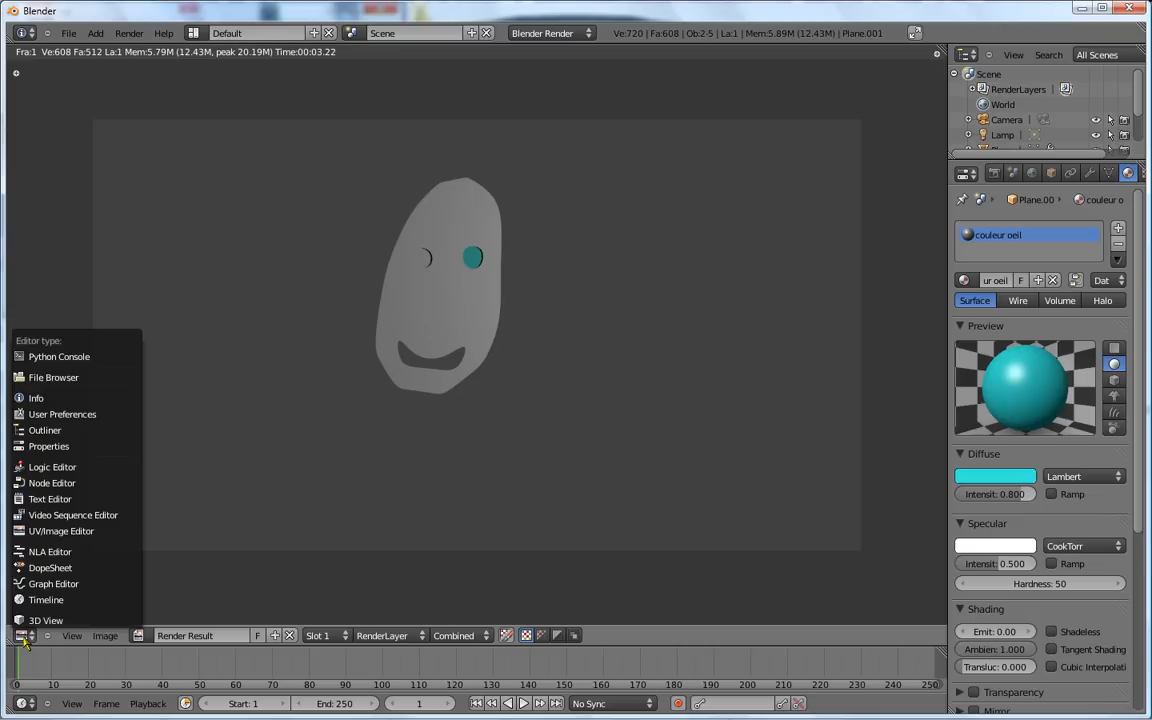 Blender
File Add Render Help Default Scene Blender Render Ve:720 | Fa:608 | Ob:2-5 | La:1 | Mem:5.89M (12.43M) | Plane.001
Fra:1 Ve:608 Fa:512 La:1 Mem:5.79M (12.43M, peak 20.19M) Time:00:03.22
View Search All Scenes
Scene
RenderLayers
World
Camera
Lamp
Plane.00 couleur o
couleur oeil
ur oeil F Dat
Surface Wire Volume Halo
Preview
Diffuse
Lambert
Intensit: 0.800 Ramp
Specular
CookTorr
Intensit: 0.500 Ramp
Hardness: 50
Shading
Emit: 0.00 Shadeless
Ambien: 1.000 Tangent Shading
Transluc: 0.000 Cubic Interpolati
Transparency
Mirror
Editor type:
Python Console
File Browser
Info
User Preferences
Outliner
Properties
Logic Editor
Node Editor
Text Editor
Video Sequence Editor
UV/Image Editor
NLA Editor
DopeSheet
Graph Editor
Timeline
3D View
View Image Render Result F Slot 1 RenderLayer Combined
0 10 20 30 40 50 60 70 80 90 100 110 120 130 140 150 160 170 180 190 200 210 220 230 240 250
View Frame Playback Start: 1 End: 250 1 No Sync